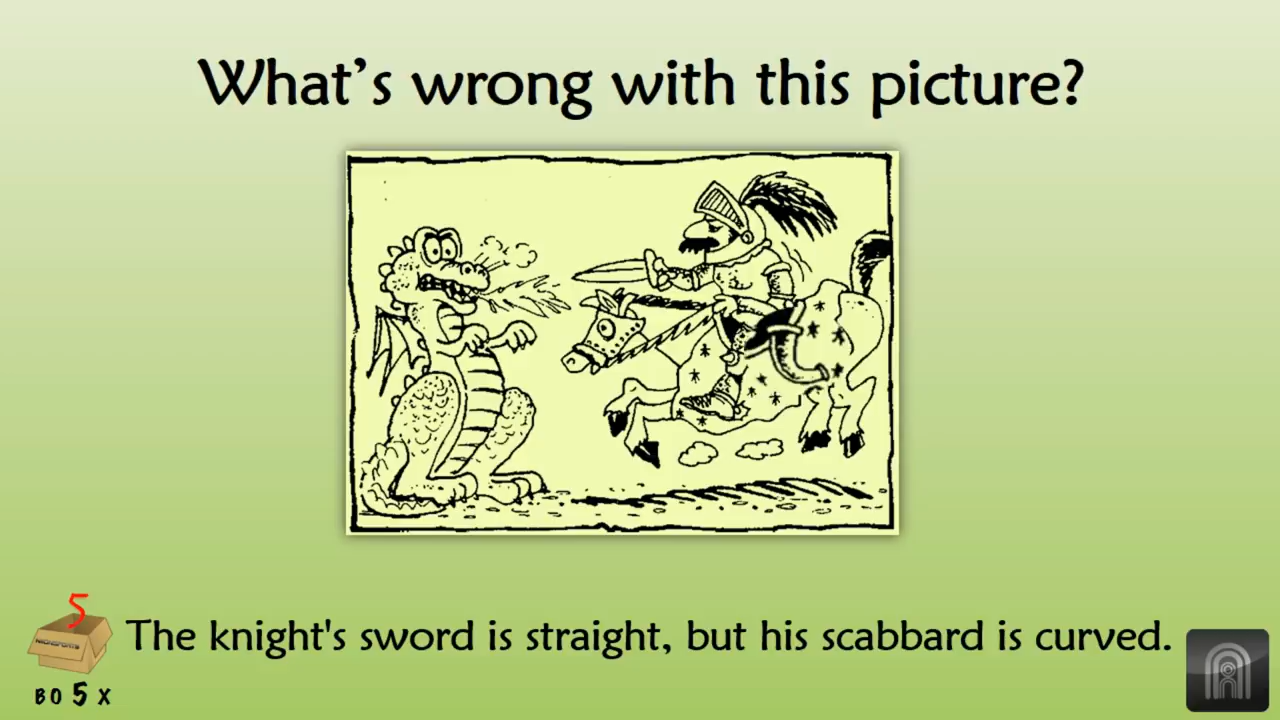 What's wrong with this picture?
5
The knight's sword is straight, but his scabbard is curved.
BO 5 X